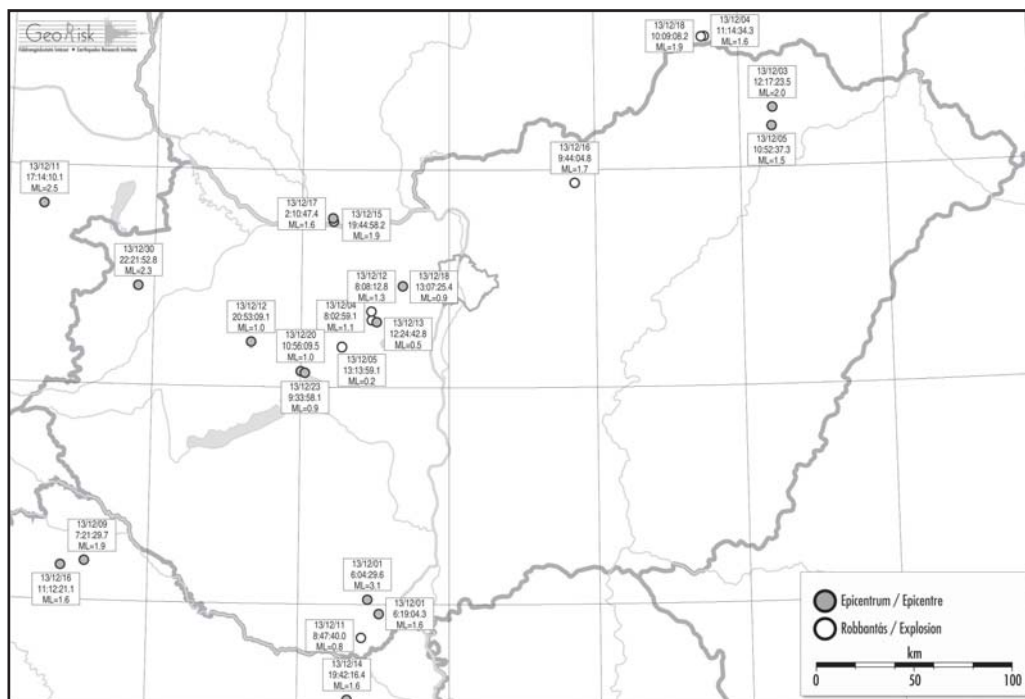 GeoRisk
Földrengéskutató Intézet • Earthquake Research Institute
13/12/18
10:09:08.2
ML=1.9
13/12/04
11:14:34.3
ML=1.6
13/12/03
12:17:23.5
ML=2.0
13/12/05
10:52:37.3
ML=1.5
13/12/16
9:44:04.8
ML=1.7
13/12/11
17:14:10.1
ML=2.5
13/12/17
2:10:47.4
ML=1.6
13/12/15
19:44:58.2
ML=1.9
13/12/30
22:21:52.8
ML=2.3
13/12/12
8:08:12.8
ML=1.3
13/12/18
13:07:25.4
ML=0.9
13/12/12
20:53:09.1
ML=1.0
13/12/04
8:02:59.1
ML=1.1
13/12/13
12:24:42.8
ML=0.5
13/12/20
10:56:09.5
ML=1.0
13/12/05
13:13:59.1
ML=0.2
13/12/23
9:33:58.1
ML=0.9
13/12/09
7:21:29.7
ML=1.9
13/12/16
11:12:21.1
ML=1.6
13/12/01
6:04:29.6
ML=3.1
13/12/01
6:19:04.3
ML=1.6
13/12/11
8:47:40.0
ML=0.8
13/12/14
19:42:16.4
ML=1.6
Epicentrum / Epicentre
Robbantás / Explosion
km
0 50 100